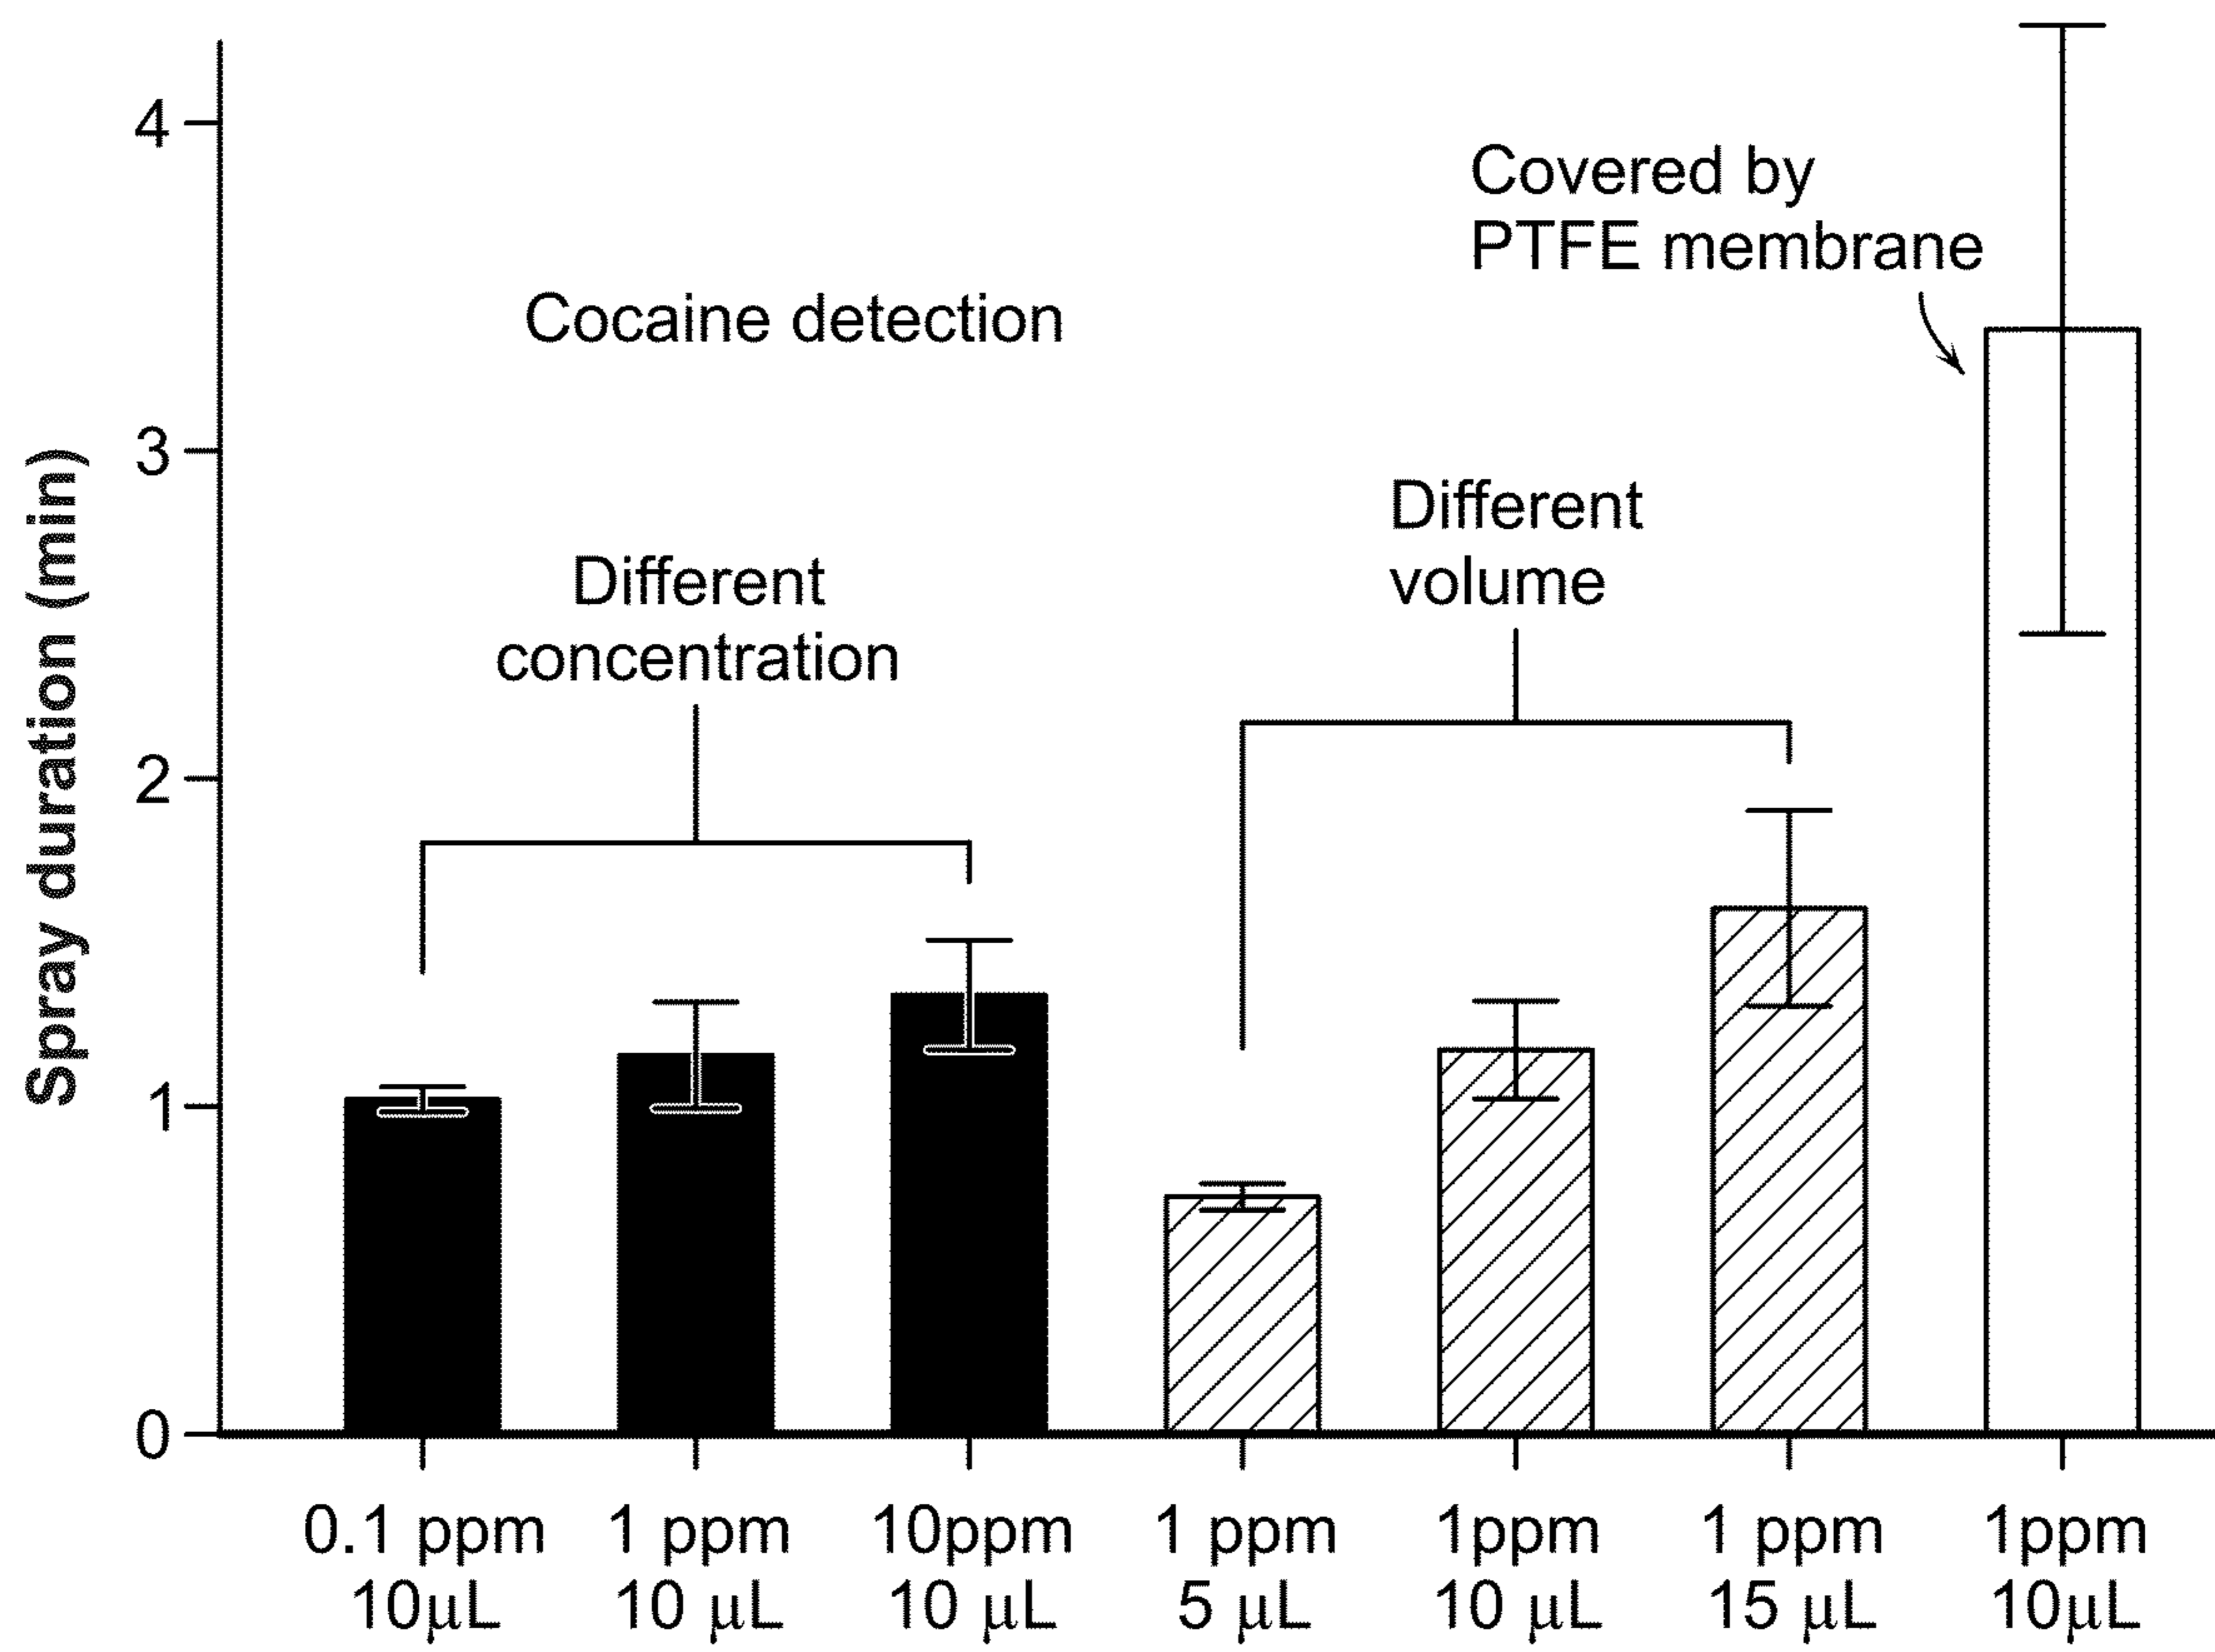 Spray duration (min)
4
3
2
1
0
Cocaine detection
Different
concentration
Different
volume
Covered by
PTFE membrane
0.1 ppm
10μL
1 ppm
10 μL
10ppm
10 μL
1 ppm
5 μL
1ppm
10 μL
1 ppm
15 μL
1ppm
10μL